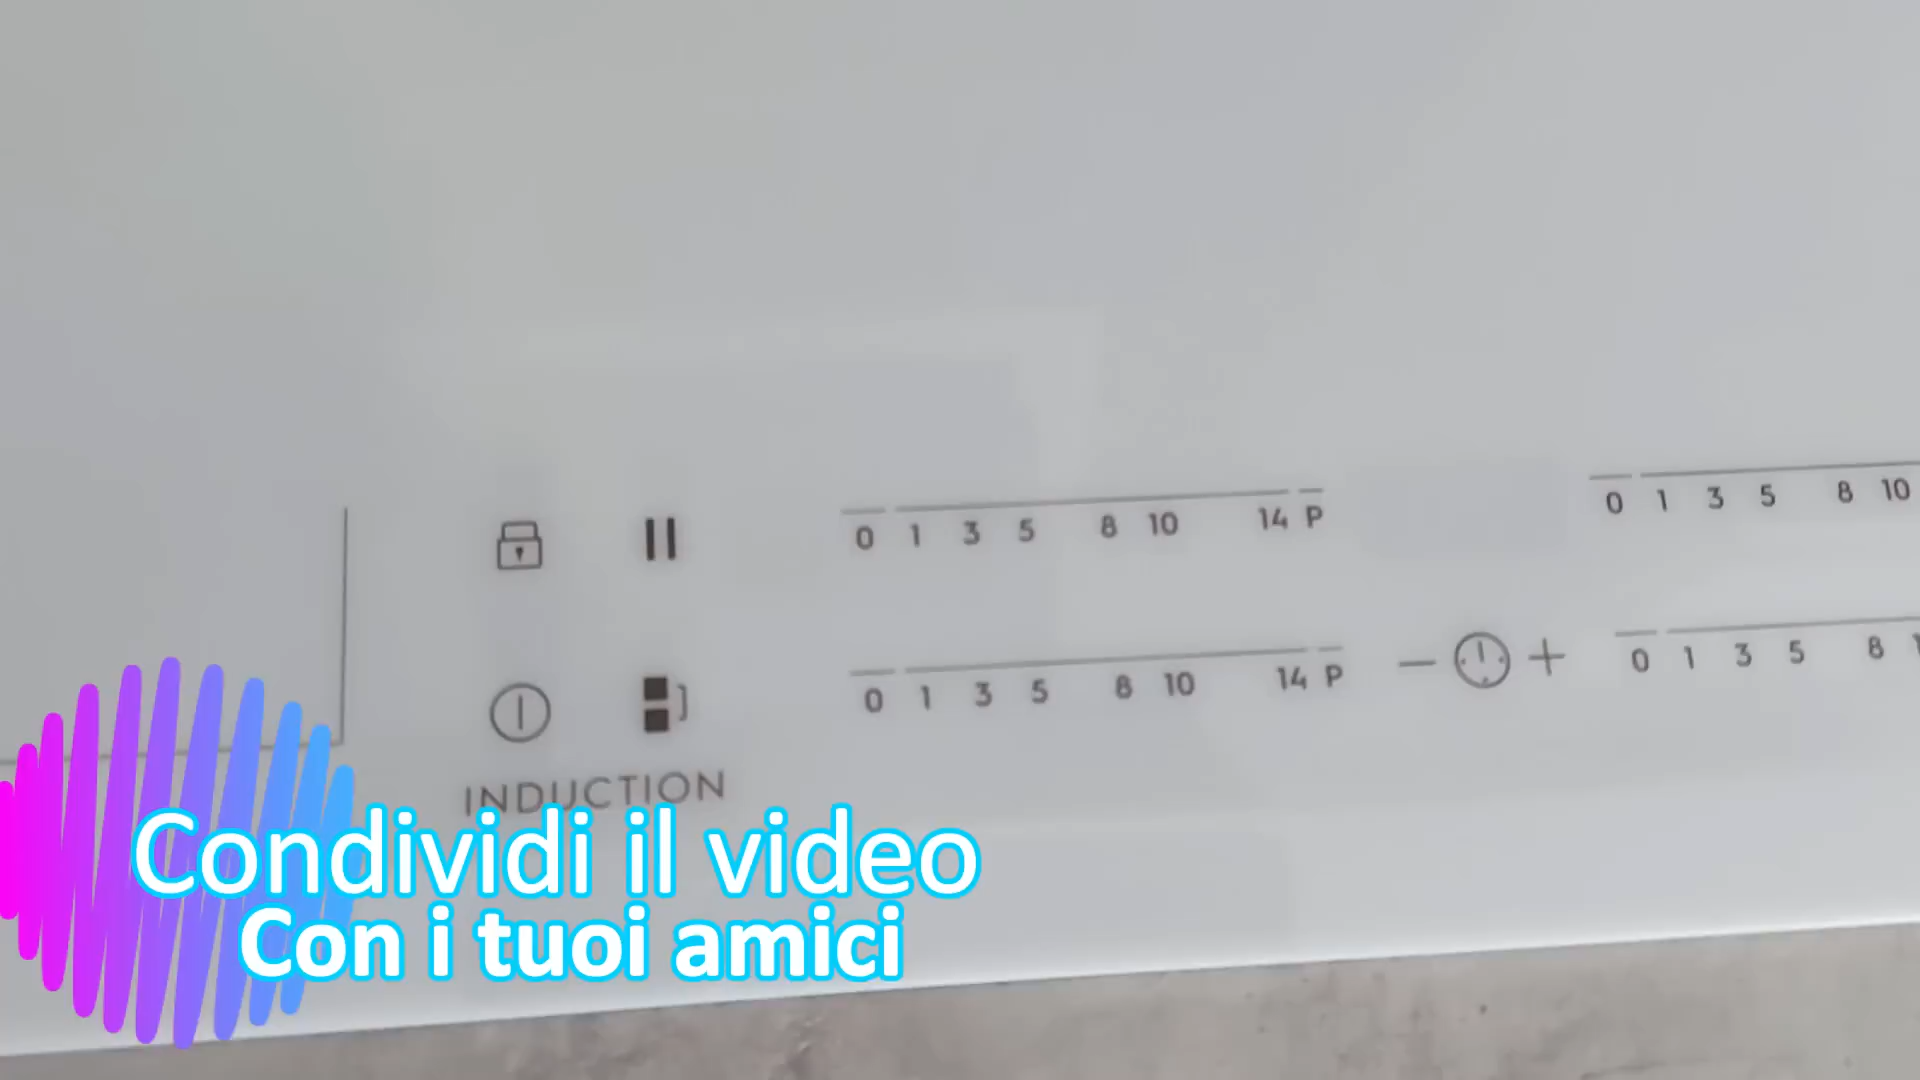 0 1 3 5 8 10 14 P
0 1 3 5 8 10
0 1 3 5 8 10 14 P
− +
0 1 3 5 8
INDUCTION
Condividi il video
Con i tuoi amici